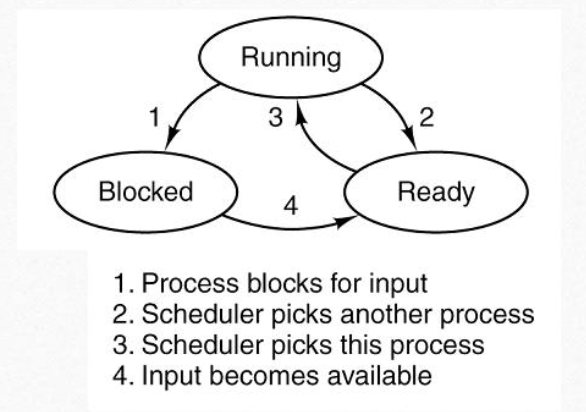 Running
1
3
2
Blocked
4
Ready
1. Process blocks for input
2. Scheduler picks another process
3. Scheduler picks this process
4. Input becomes available